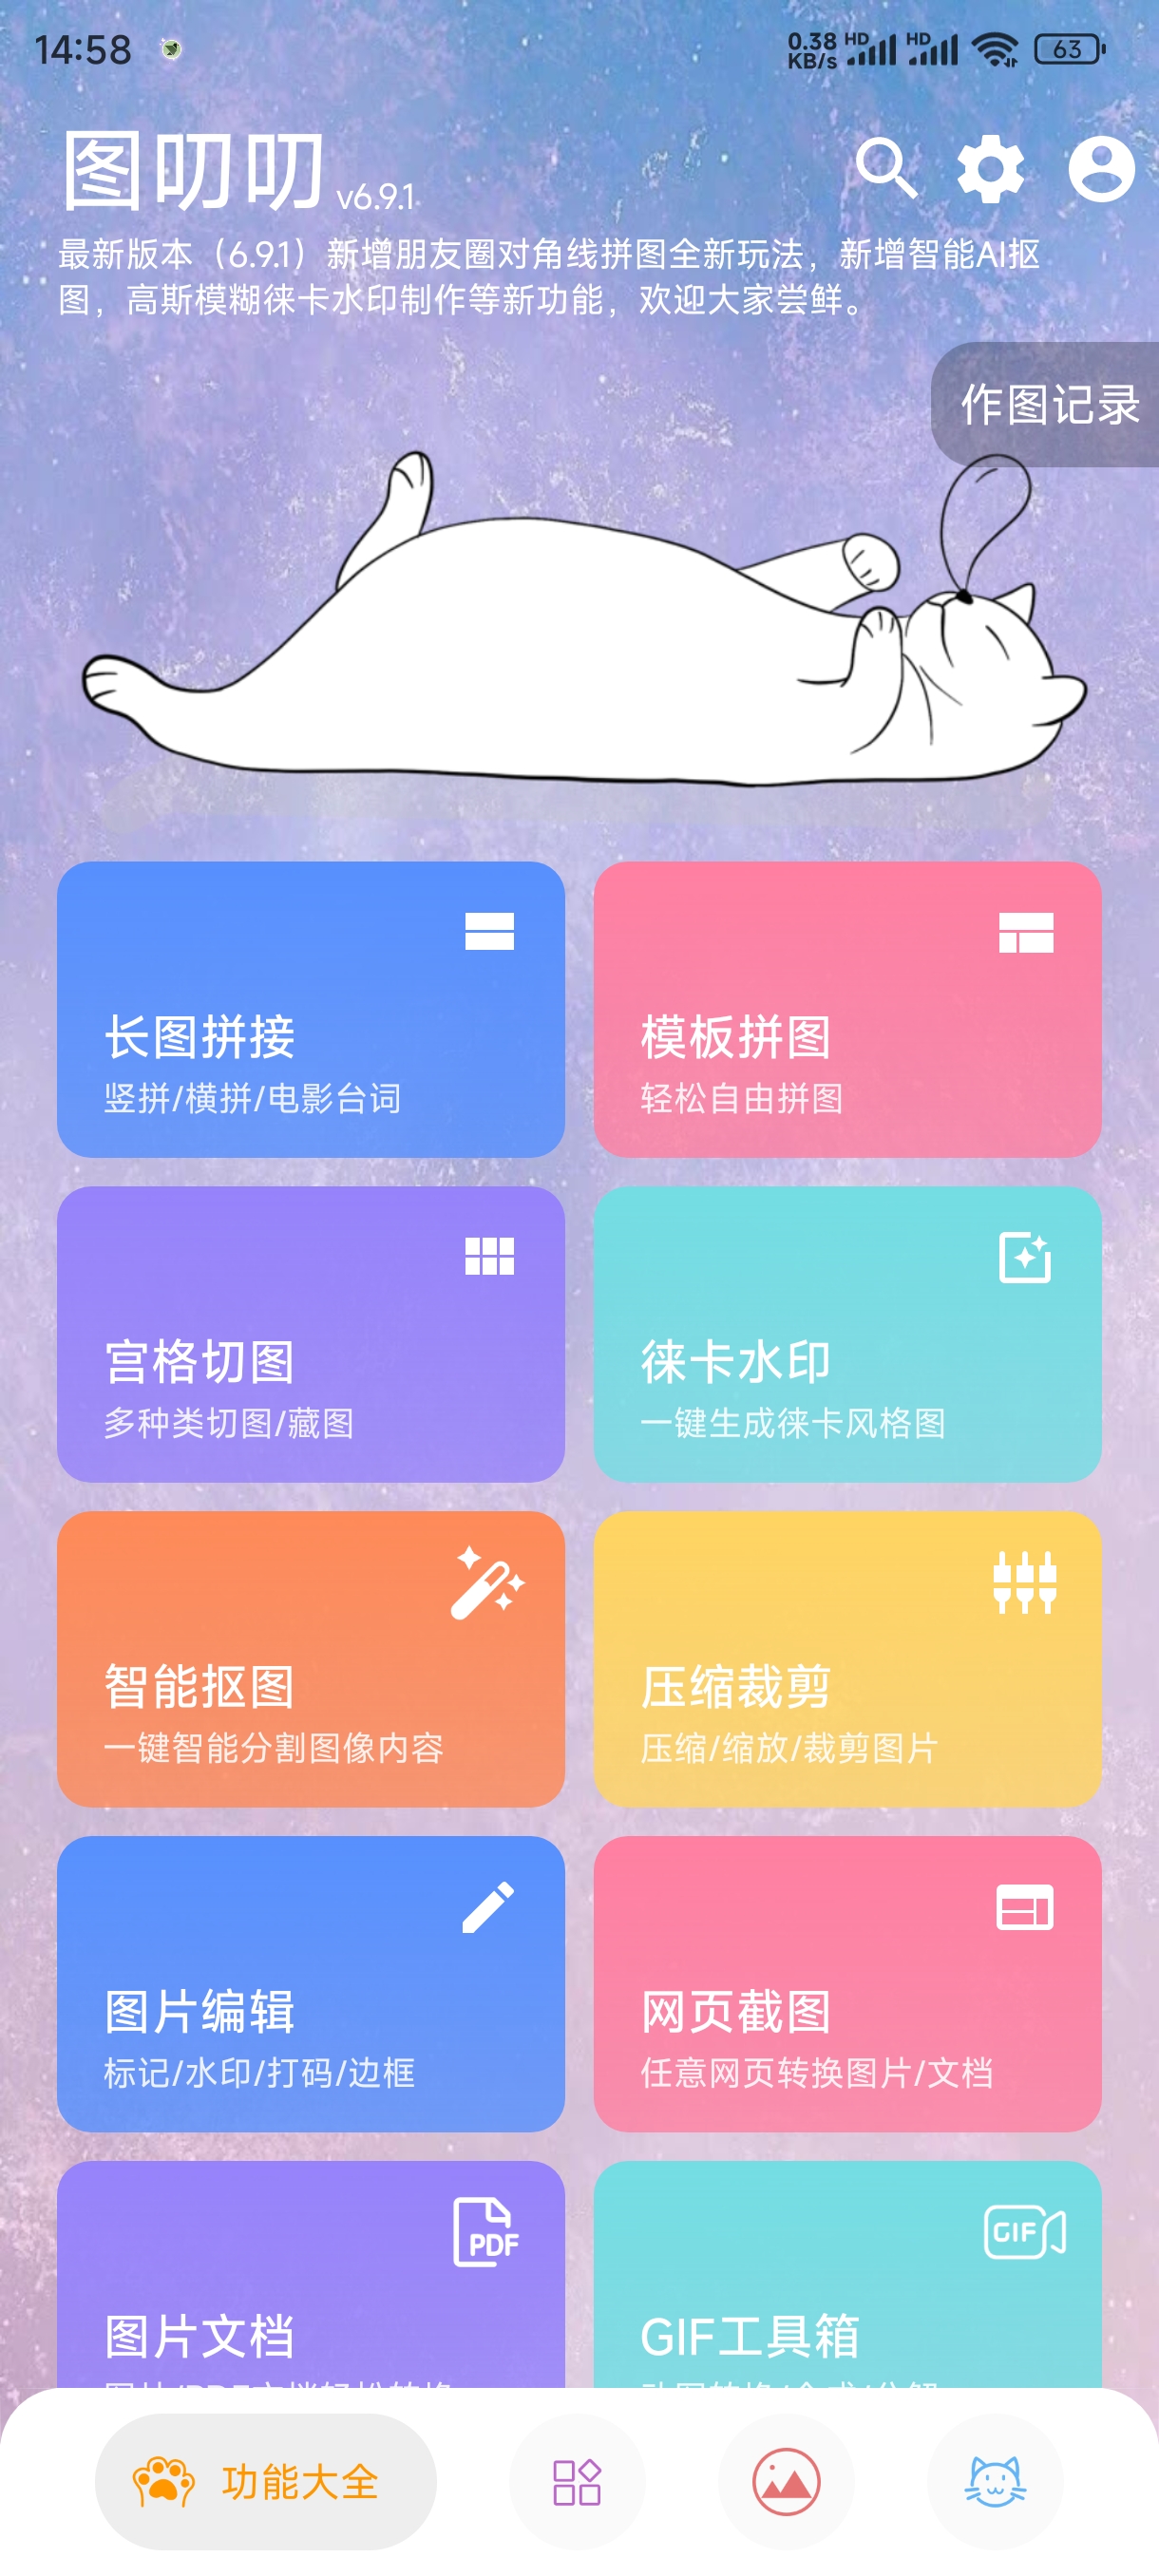 14:58
0.38 KB/s
HD
HD
63
图叨叨 v6.9.1
最新版本（6.9.1）新增朋友圈对角线拼图全新玩法，新增智能AI抠
图，高斯模糊徕卡水印制作等新功能，欢迎大家尝鲜。
作图记录
长图拼接
竖拼/横拼/电影台词
模板拼图
轻松自由拼图
宫格切图
多种类切图/藏图
徕卡水印
一键生成徕卡风格图
智能抠图
一键智能分割图像内容
压缩裁剪
压缩/缩放/裁剪图片
图片编辑
标记/水印/打码/边框
网页截图
任意网页转换图片/文档
PDF
图片文档
GIF
GIF工具箱
功能大全